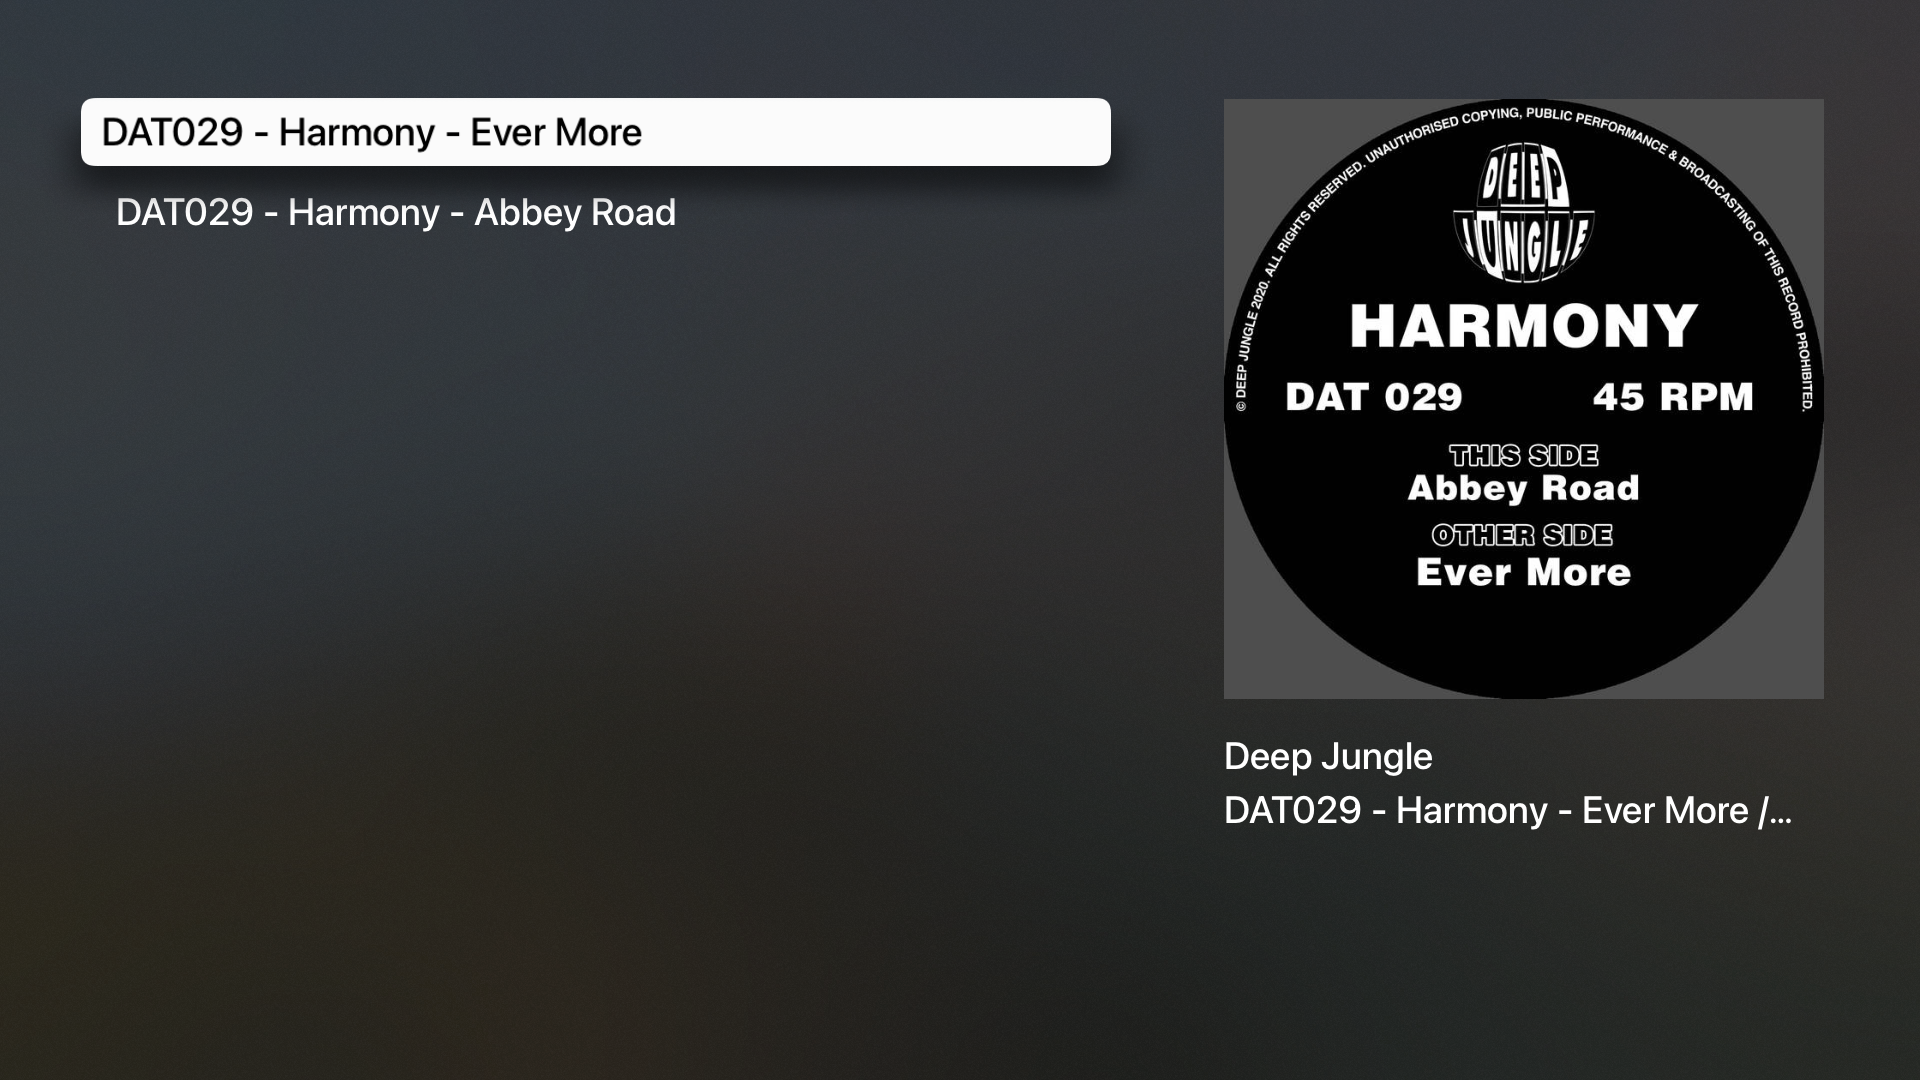 DAT029 - Harmony - Ever More
DAT029 - Harmony - Abbey Road
© DEEP JUNGLE 2020. ALL RIGHTS RESERVED. UNAUTHORISED COPYING, PUBLIC PERFORMANCE & BROADCASTING OF THIS RECORD PROHIBITED.
DEEP
JUNGLE
HARMONY
DAT 029 45 RPM
THIS SIDE
Abbey Road
OTHER SIDE
Ever More
Deep Jungle
DAT029 - Harmony - Ever More /...